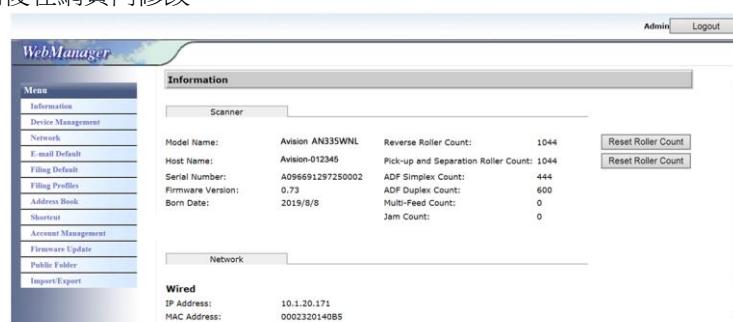 Admin Logout
WebManager
Information
Menu
Information
Scanner
Device Management
Network
Model Name: Avision AN335WNL Reverse Roller Count: 1044 Reset Roller Count
E-mail Default
Host Name: Avision-012345 Pick-up and Separation Roller Count: 1044 Reset Roller Count
Filing Default
Serial Number: A096691297250002 ADF Simplex Count: 444
Filing Profiles
Firmware Version: 0.73 ADF Duplex Count: 600
Address Book
Born Date: 2019/8/8 Multi-Feed Count: 0
Shortcut
Jam Count: 0
Account Management
Firmware Update
Network
Public Folder
Import/Export
Wired
IP Address: 10.1.20.171
MAC Address: 0002320140B5